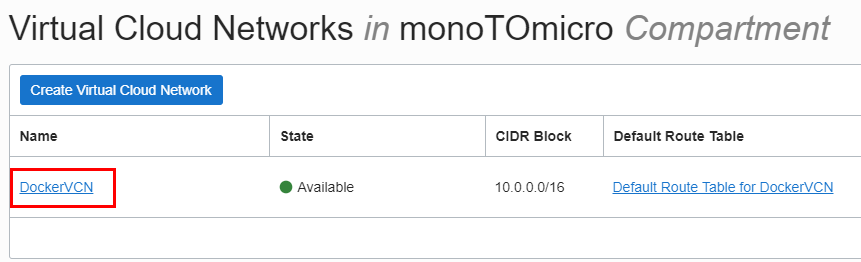 Virtual Cloud Networks in monoTOmicro Compartment
Create Virtual Cloud Network
Name State CIDR Block Default Route Table
DockerVCN Available 10.0.0.0/16 Default Route Table for DockerVCN